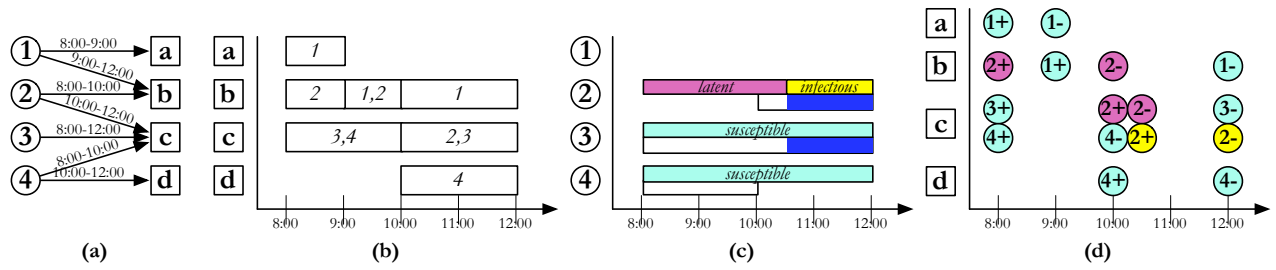 1 8:00-9:00 a
9:00-12:00
2 8:00-10:00 b
10:00-12:00
3 8:00-12:00 c
8:00-10:00
4 10:00-12:00 d
(a)
a 1
b 2 1,2 1
c 3,4 2,3
d 4
8:00 9:00 10:00 11:00 12:00
(b)
1
2 latent infectious
3 susceptible
4 susceptible
8:00 9:00 10:00 11:00 12:00
(c)
a 1+ 1-
b 2+ 1+ 2- 1-
c 3+ 2+ 2- 3-
4+ 4- 2+ 2-
d 4+ 4-
8:00 9:00 10:00 11:00 12:00
(d)